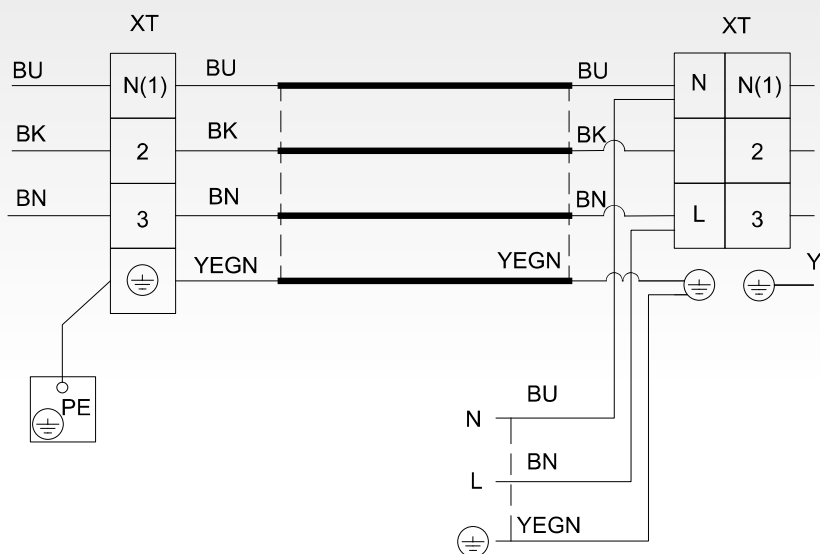 XT XT
BU N(1) BU BU N N(1)
BK 2 BK BK 2
BN 3 BN BN L 3
YEGN YEGN Y
PE
N BU
L BN
YEGN